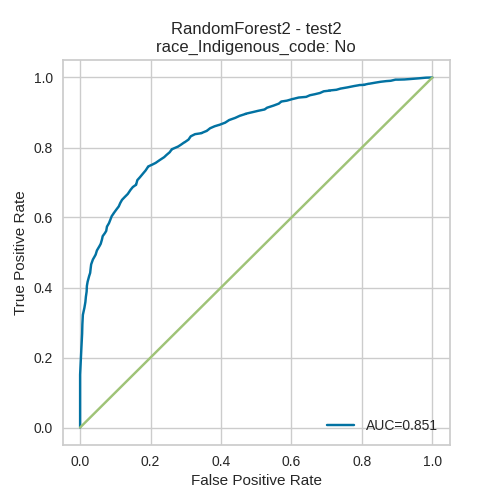 RandomForest2 - test2
race_Indigenous_code: No
True Positive Rate
1.0
0.8
0.6
0.4
0.2
0.0
AUC=0.851
0.0 0.2 0.4 0.6 0.8 1.0
False Positive Rate